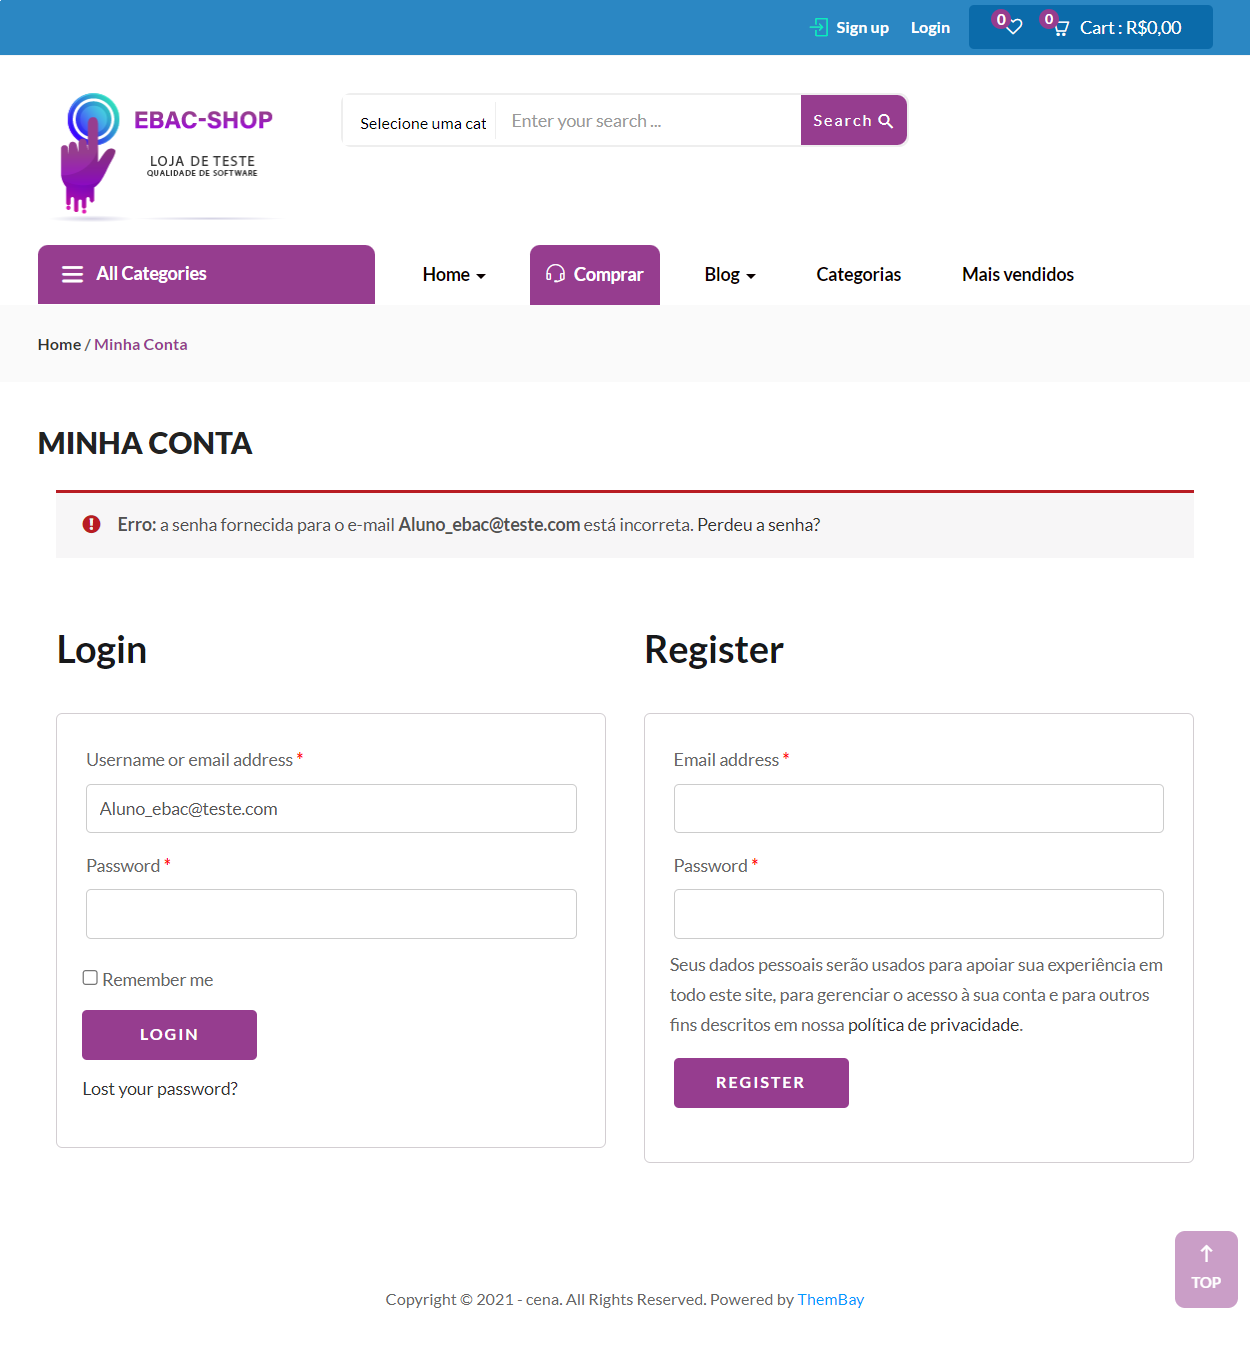 Sign up Login 0 0 Cart : R$0,00
EBAC-SHOP
LOJA DE TESTE
QUALIDADE DE SOFTWARE
Selecione uma cat Enter your search ... Search
All Categories Home Comprar Blog Categorias Mais vendidos
Home / Minha Conta
MINHA CONTA
Erro: a senha fornecida para o e-mail Aluno_ebac@teste.com está incorreta. Perdeu a senha?
Login
Username or email address *
Aluno_ebac@teste.com
Password *
Remember me
LOGIN
Lost your password?
Register
Email address *
Password *
Seus dados pessoais serão usados para apoiar sua experiência em
todo este site, para gerenciar o acesso à sua conta e para outros
fins descritos em nossa política de privacidade.
REGISTER
TOP
Copyright © 2021 - cena. All Rights Reserved. Powered by ThemBay